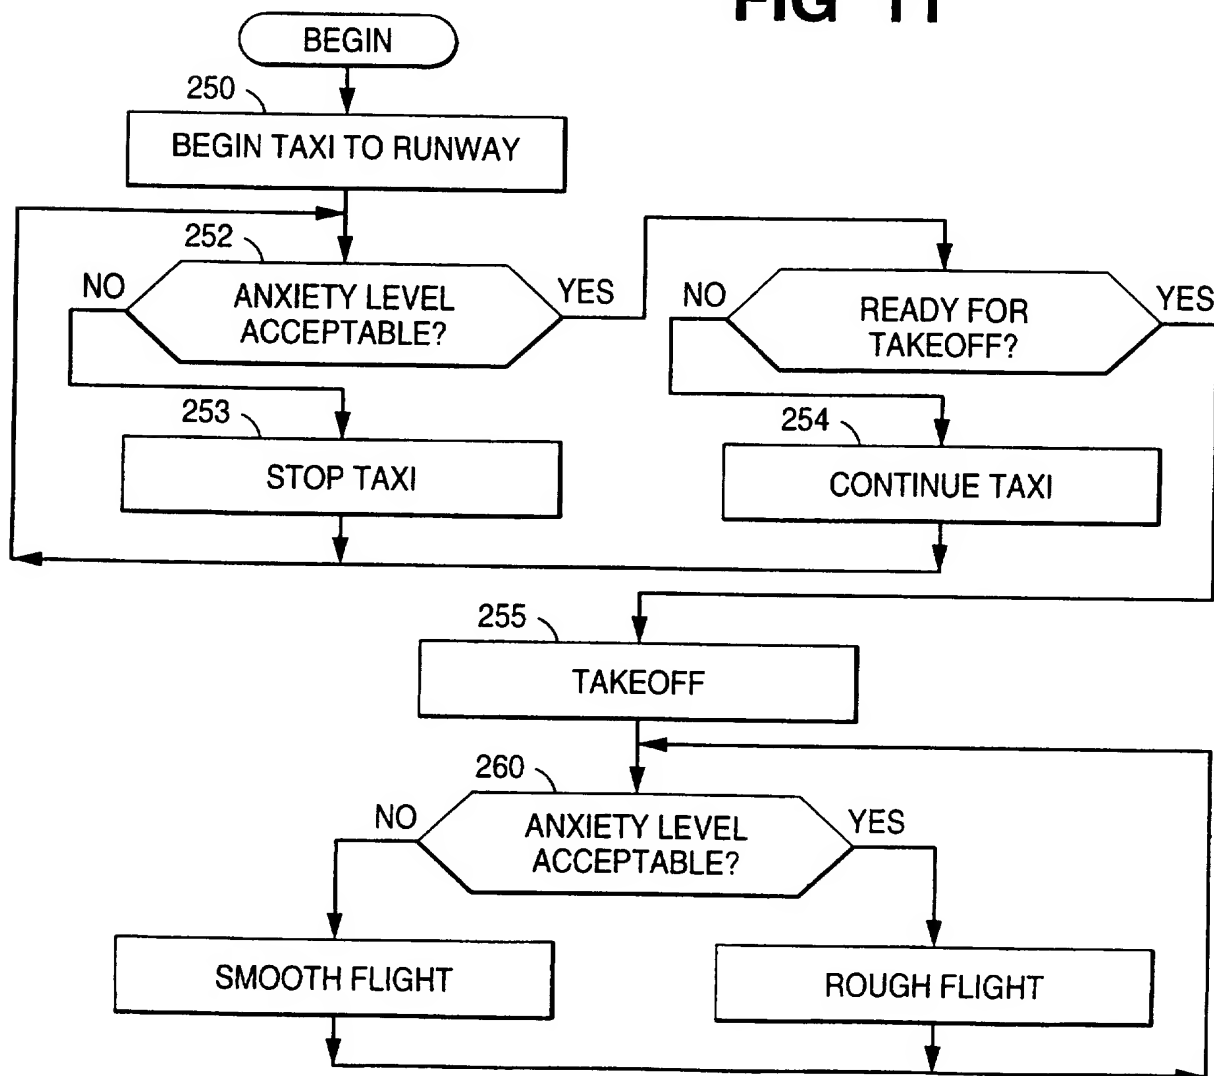 FIG 11
BEGIN
250
BEGIN TAXI TO RUNWAY
252
NO
ANXIETY LEVEL
ACCEPTABLE?
YES
NO
READY FOR
TAKEOFF?
YES
253
STOP TAXI
254
CONTINUE TAXI
255
TAKEOFF
260
NO
ANXIETY LEVEL
ACCEPTABLE?
YES
SMOOTH FLIGHT
ROUGH FLIGHT